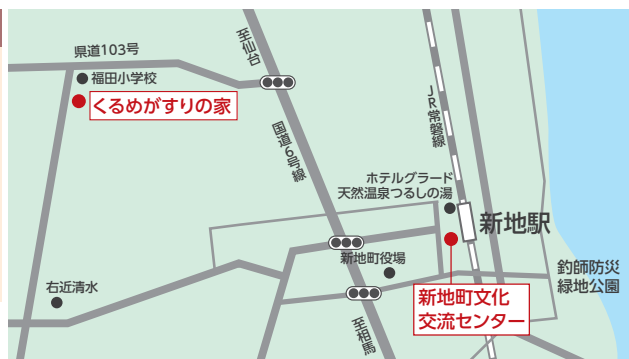 県道103号
福田小学校
くるめがすりの家
至仙台
国道6号線
JR常磐線
ホテルグラード
天然温泉つるしの湯
新地駅
新地町役場
釣師防災
緑地公園
右近清水
新地町文化
交流センター
至相馬